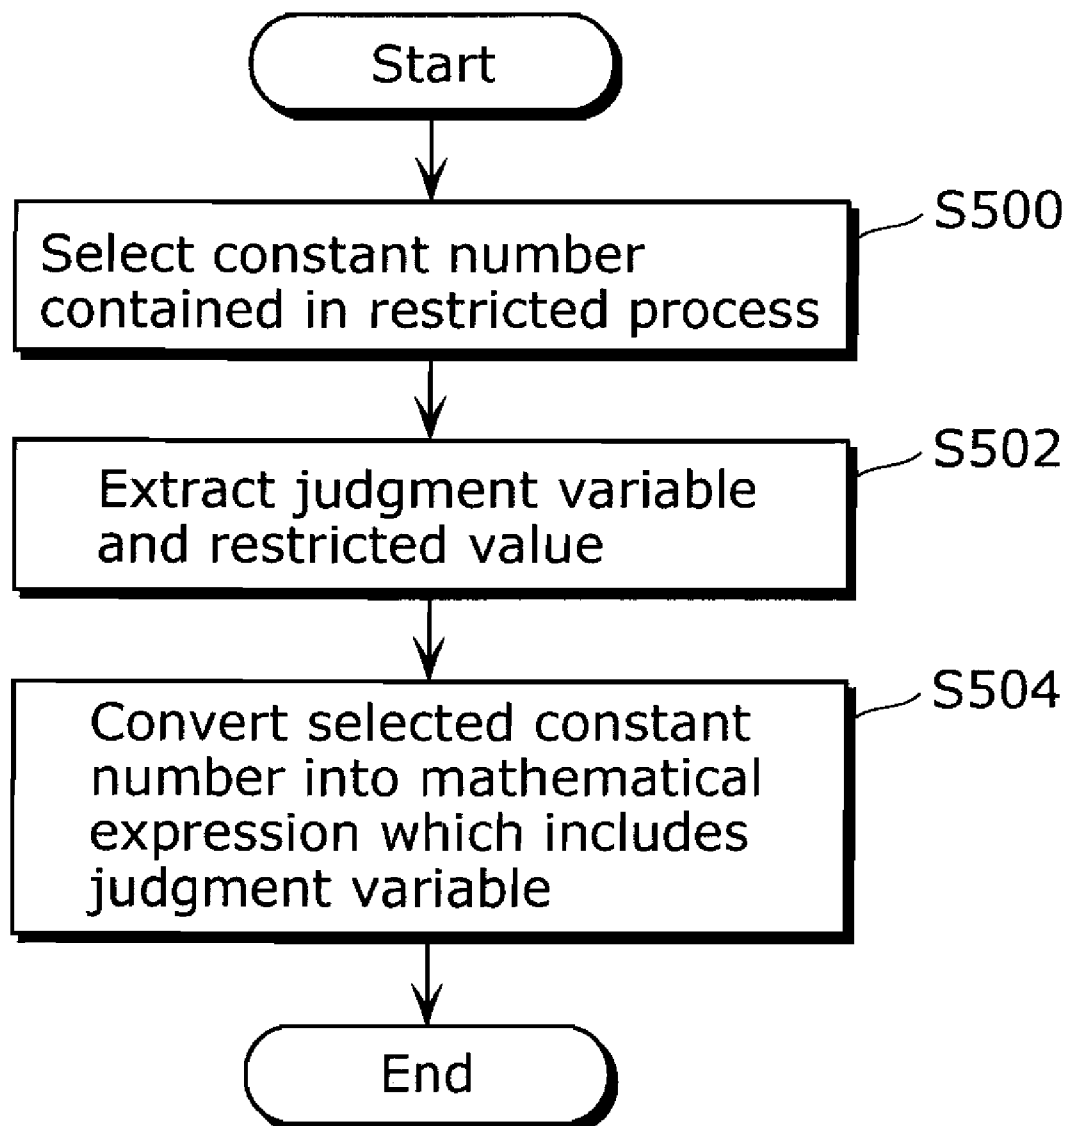 Start
S500
Select constant number
contained in restricted process
S502
Extract judgment variable
and restricted value
S504
Convert selected constant
number into mathematical
expression which includes
judgment variable
End